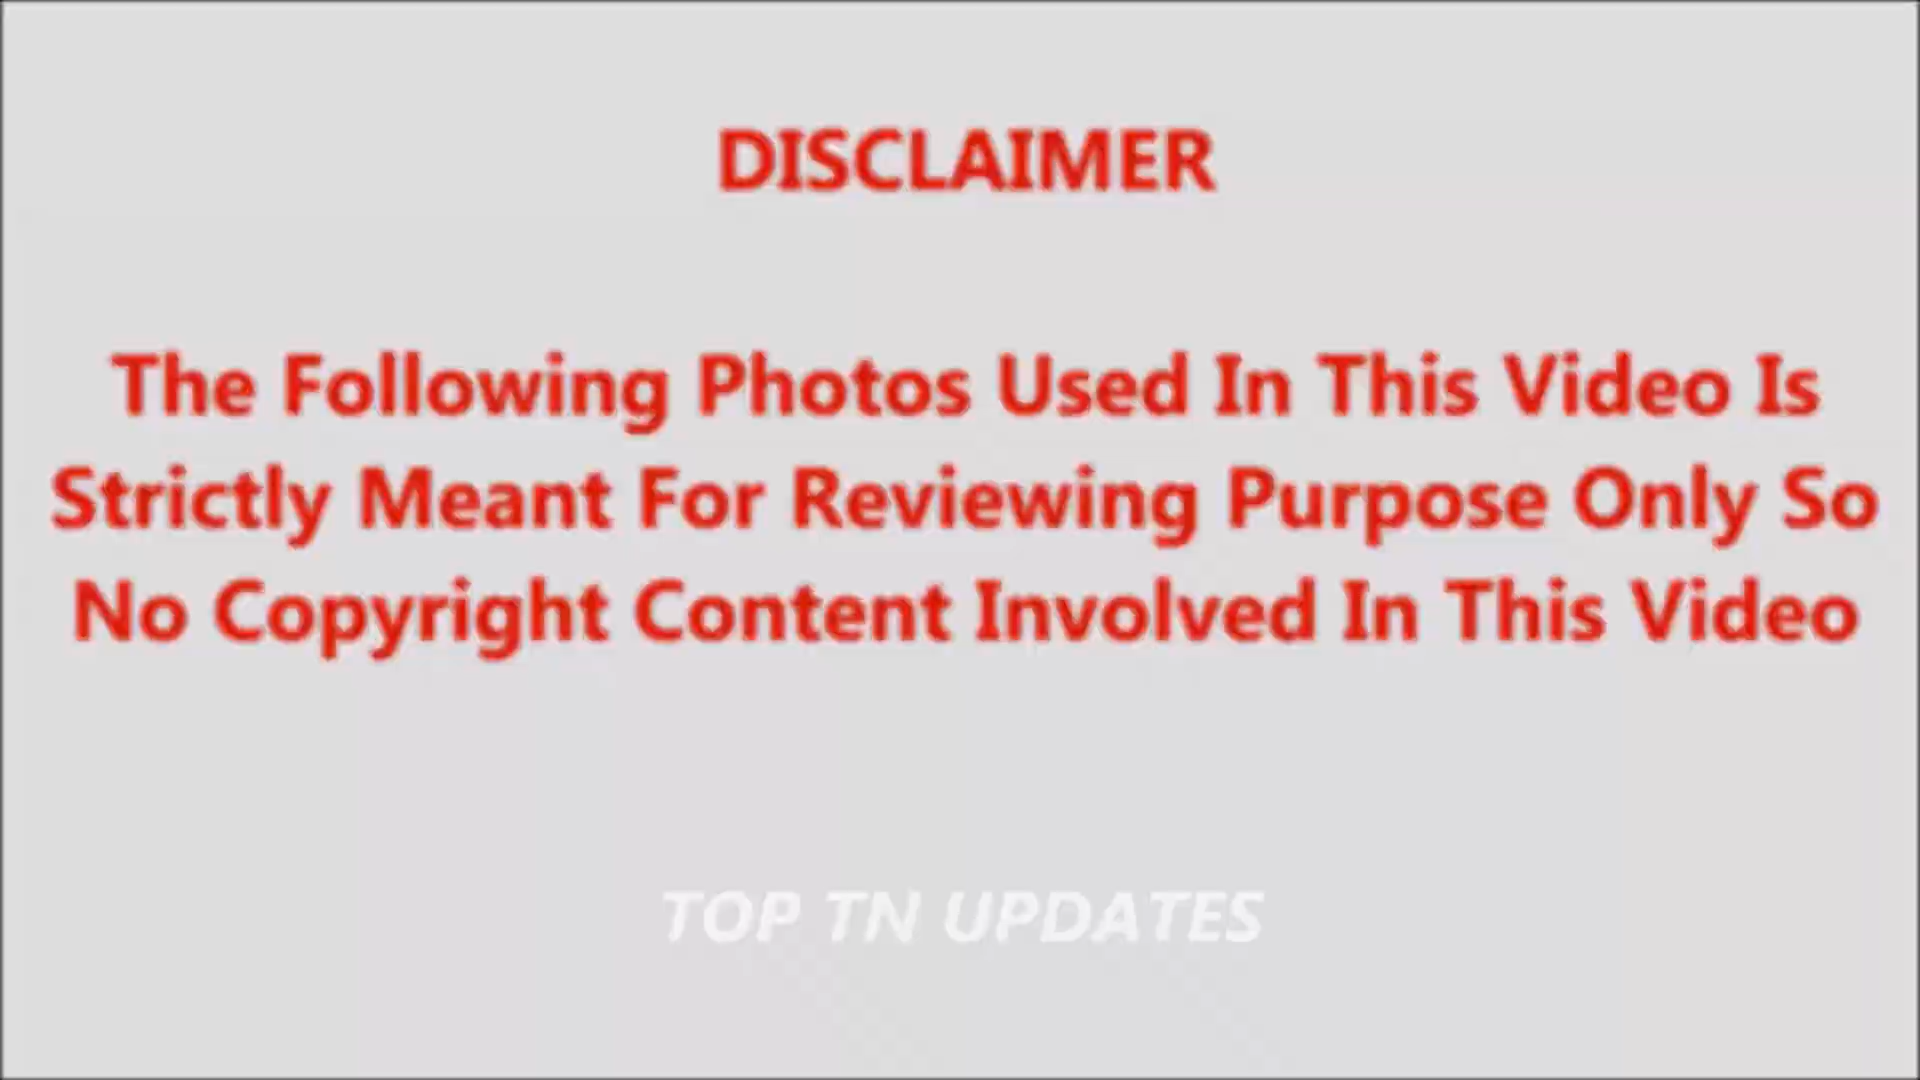 DISCLAIMER
The Following Photos Used In This Video Is
Strictly Meant For Reviewing Purpose Only So
No Copyright Content Involved In This Video
TOP TN UPDATES